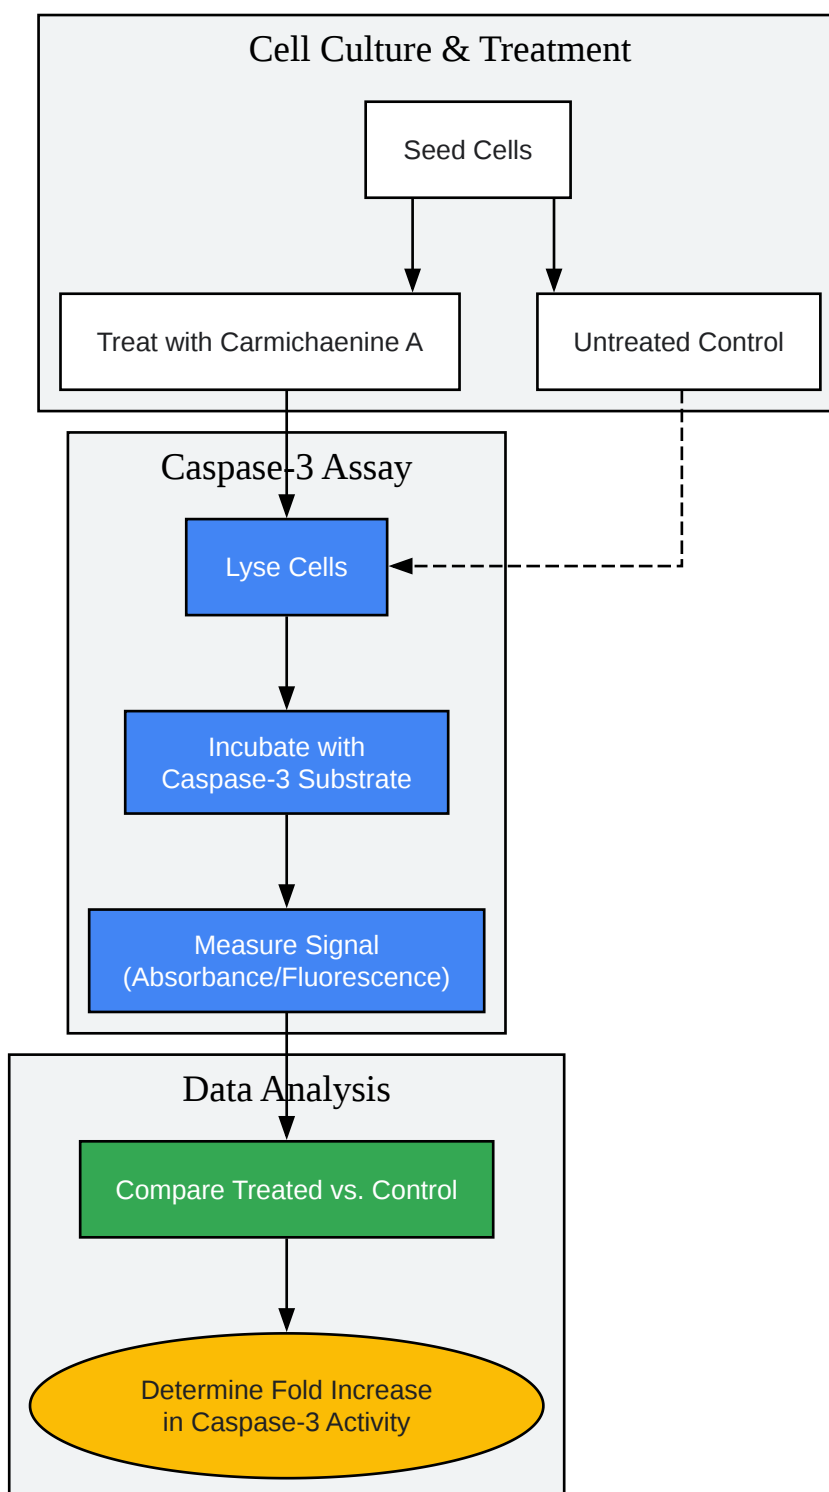 Cell Culture & Treatment
Seed Cells
Treat with Carmichaenine A
Untreated Control
Caspase-3 Assay
Lyse Cells
Incubate with
Caspase-3 Substrate
Measure Signal
(Absorbance/Fluorescence)
Data Analysis
Compare Treated vs. Control
Determine Fold Increase
in Caspase-3 Activity